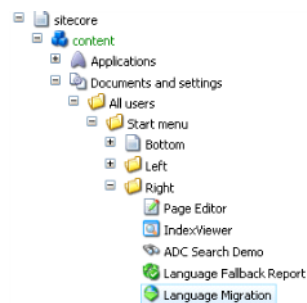 sitecore
content
Applications
Documents and settings
All users
Start menu
Bottom
Left
Right
Page Editor
IndexViewer
ADC Search Demo
Language Fallback Report
Language Migration